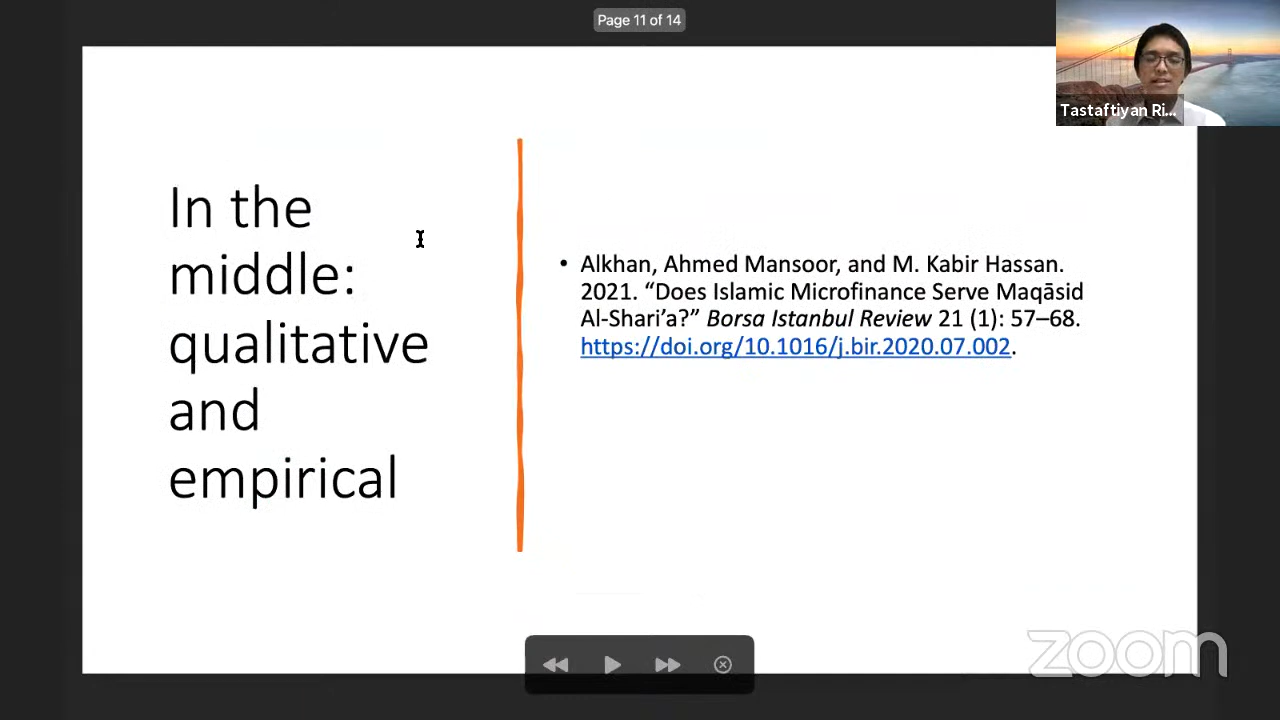 Page 11 of 14
Tastaftiyan Ri...
In the
middle:
qualitative
and
empirical
• Alkhan, Ahmed Mansoor, and M. Kabir Hassan.
2021. “Does Islamic Microfinance Serve Maqāsid
Al-Shari’a?” Borsa Istanbul Review 21 (1): 57–68.
https://doi.org/10.1016/j.bir.2020.07.002.
zoom